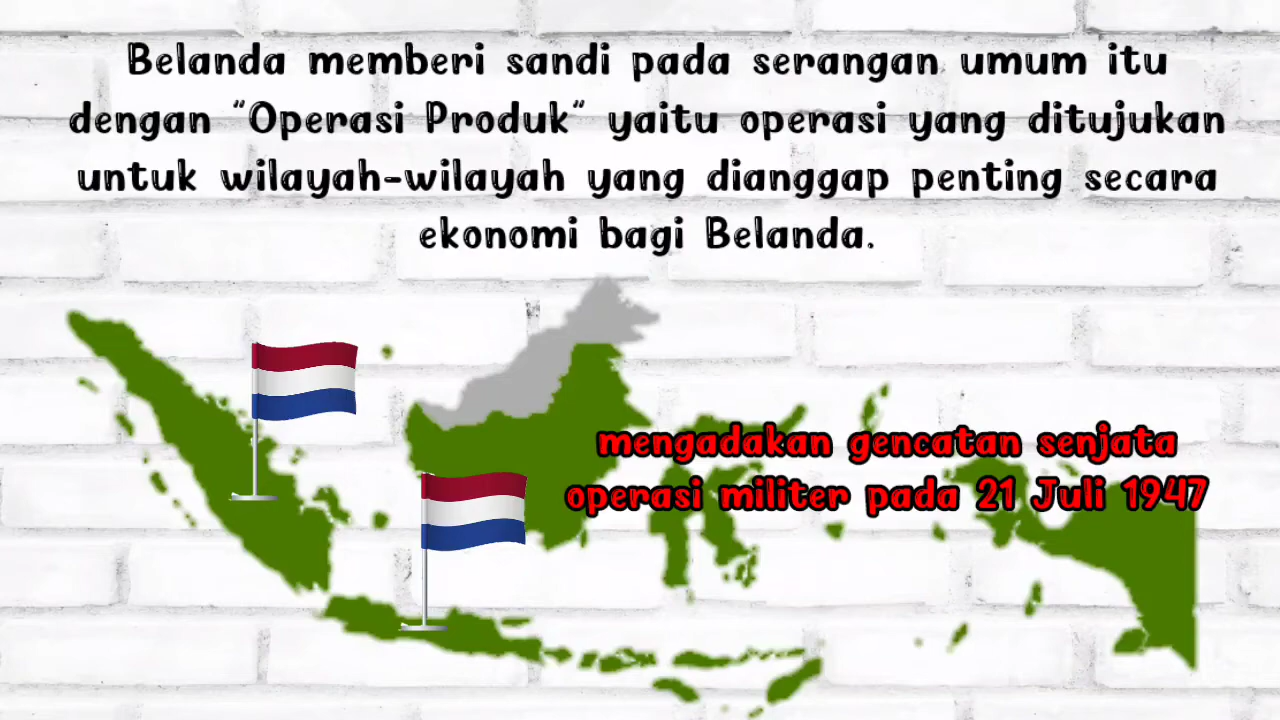 Belanda memberi sandi pada serangan umum itu
dengan "Operasi Produk" yaitu operasi yang ditujukan
untuk wilayah-wilayah yang dianggap penting secara
ekonomi bagi Belanda.
mengadakan gencatan senjata
operasi militer pada 21 Juli 1947